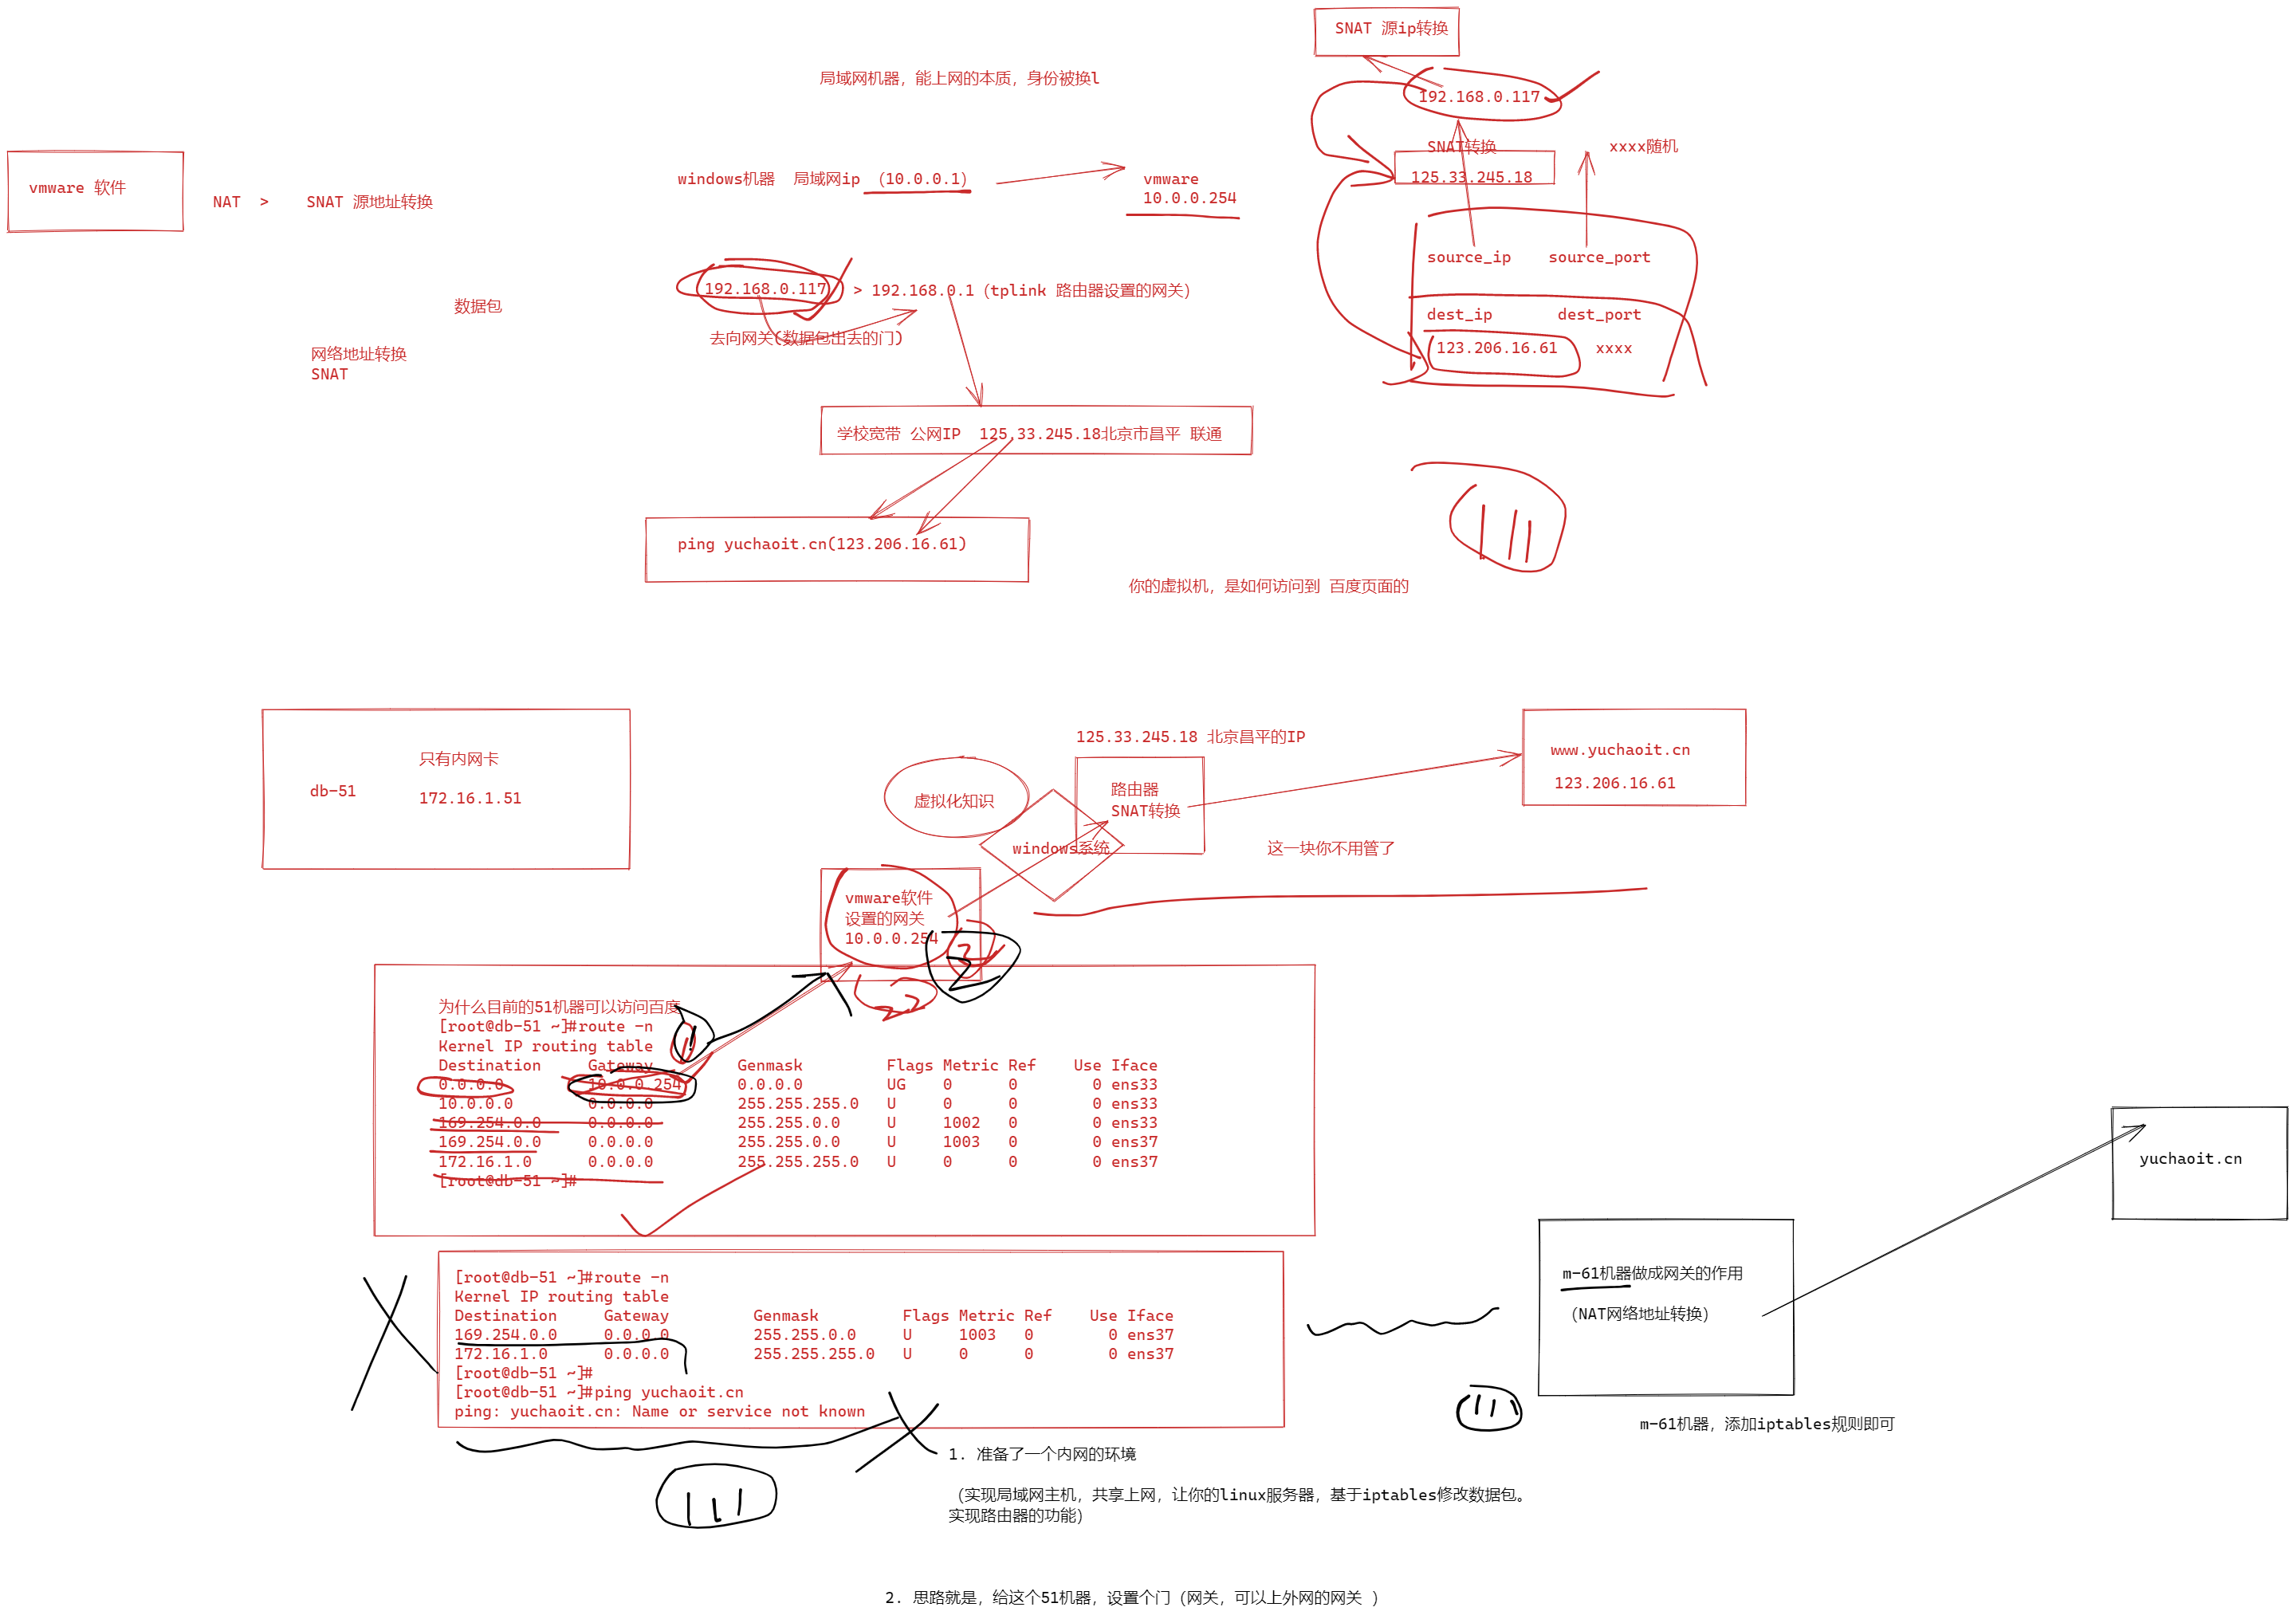 SNAT 源ip转换
局域网机器，能上网的本质，身份被换l
192.168.0.117
SNAT转换
xxxx随机
125.33.245.18
vmware 软件
NAT  >    SNAT 源地址转换
windows机器  局域网ip （10.0.0.1）
vmware
10.0.0.254
source_ip    source_port
192.168.0.117
> 192.168.0.1（tplink 路由器设置的网关）
数据包
dest_ip       dest_port
去向网关(数据包出去的门)
网络地址转换
SNAT
123.206.16.61    xxxx
学校宽带 公网IP  125.33.245.18北京市昌平 联通
ping yuchaoit.cn(123.206.16.61)
你的虚拟机，是如何访问到 百度页面的
125.33.245.18 北京昌平的IP
只有内网卡
db-51
172.16.1.51
www.yuchaoit.cn
123.206.16.61
虚拟化知识
路由器
SNAT转换
windows系统
这一块你不用管了
vmware软件
设置的网关
10.0.0.254
为什么目前的51机器可以访问百度
[root@db-51 ~]#route -n
Kernel IP routing table
Destination     Gateway         Genmask         Flags Metric Ref    Use Iface
0.0.0.0         10.0.0.254      0.0.0.0         UG    0      0        0 ens33
10.0.0.0        0.0.0.0         255.255.255.0   U     0      0        0 ens33
169.254.0.0     0.0.0.0         255.255.0.0     U     1002   0        0 ens33
169.254.0.0     0.0.0.0         255.255.0.0     U     1003   0        0 ens37
172.16.1.0      0.0.0.0         255.255.255.0   U     0      0        0 ens37
[root@db-51 ~]#
yuchaoit.cn
[root@db-51 ~]#route -n
Kernel IP routing table
Destination     Gateway         Genmask         Flags Metric Ref    Use Iface
169.254.0.0     0.0.0.0         255.255.0.0     U     1003   0        0 ens37
172.16.1.0      0.0.0.0         255.255.255.0   U     0      0        0 ens37
[root@db-51 ~]#
[root@db-51 ~]#ping yuchaoit.cn
ping: yuchaoit.cn: Name or service not known
m-61机器做成网关的作用
（NAT网络地址转换）
m-61机器，添加iptables规则即可
1. 准备了一个内网的环境
（实现局域网主机，共享上网，让你的linux服务器，基于iptables修改数据包。
实现路由器的功能）
2. 思路就是，给这个51机器，设置个门（网关，可以上外网的网关 ）